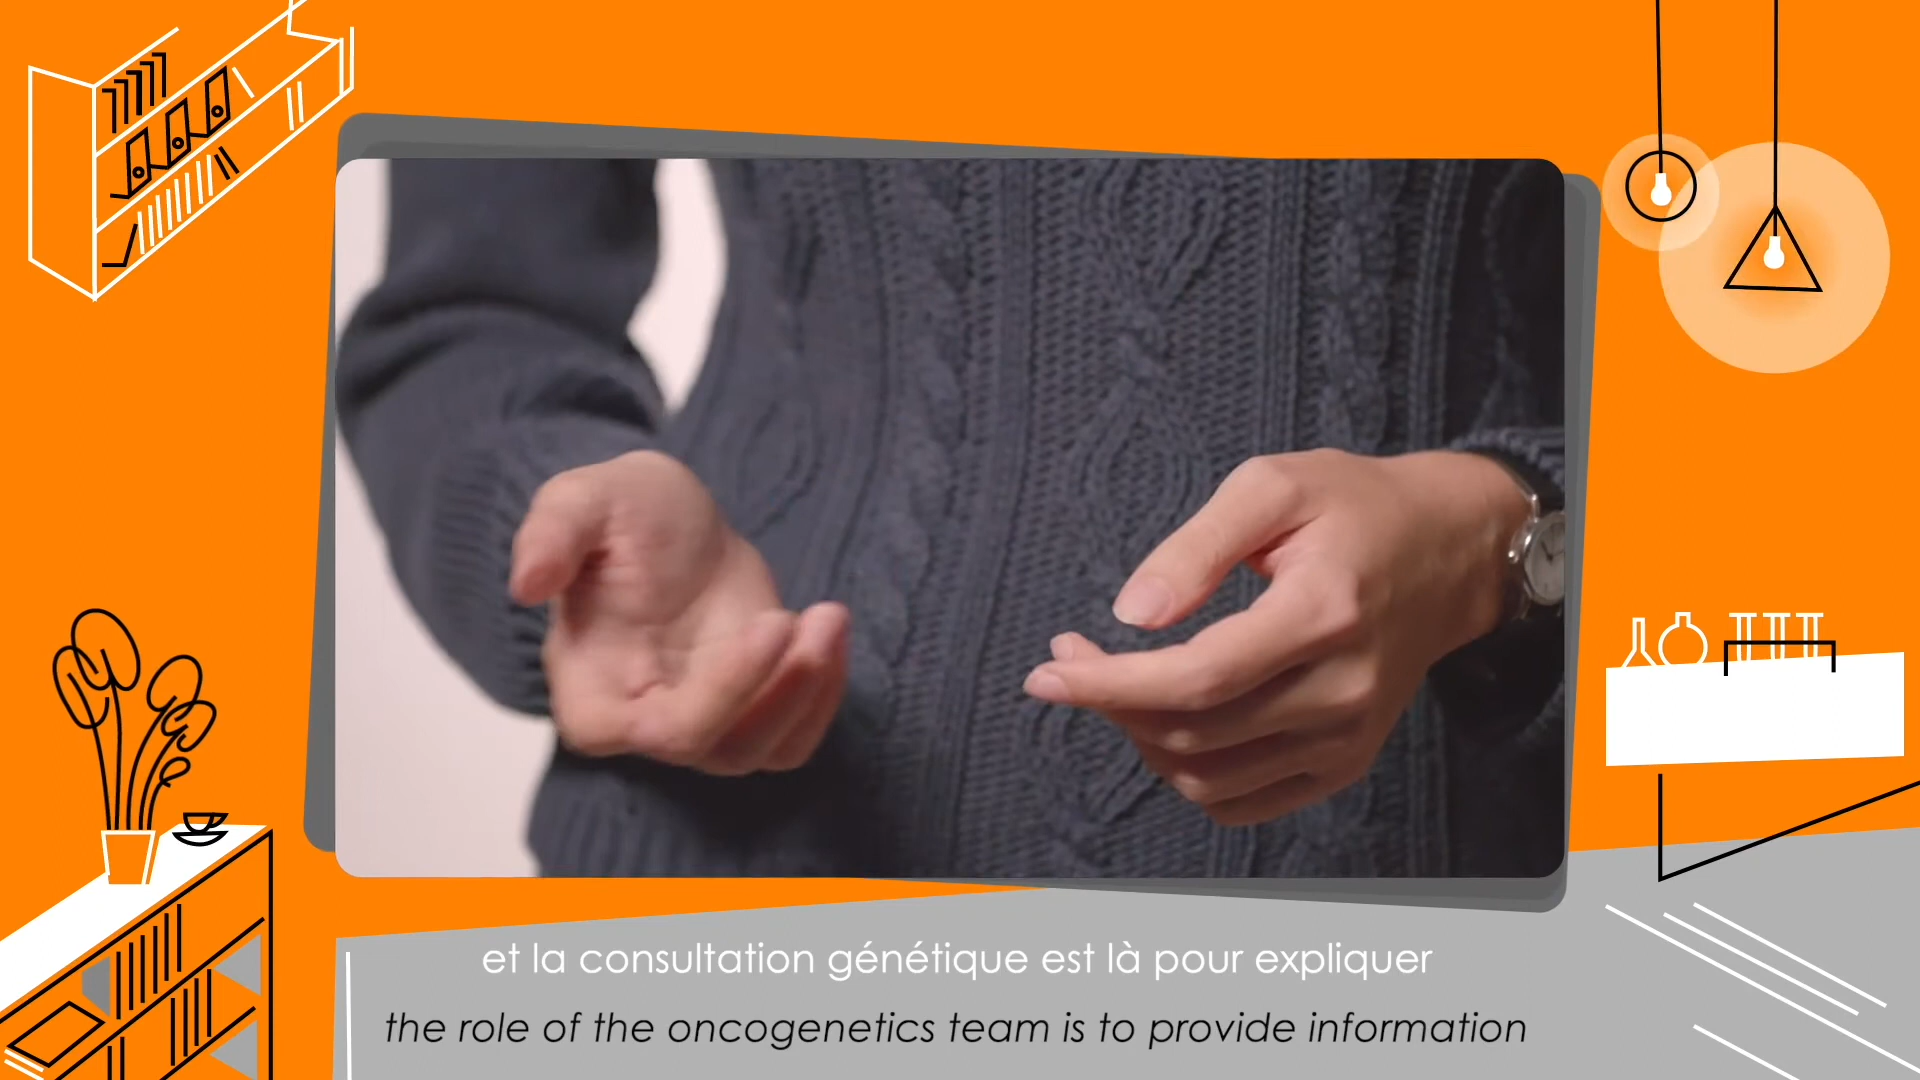 et la consultation génétique est là pour expliquer
the role of the oncogenetics team is to provide information